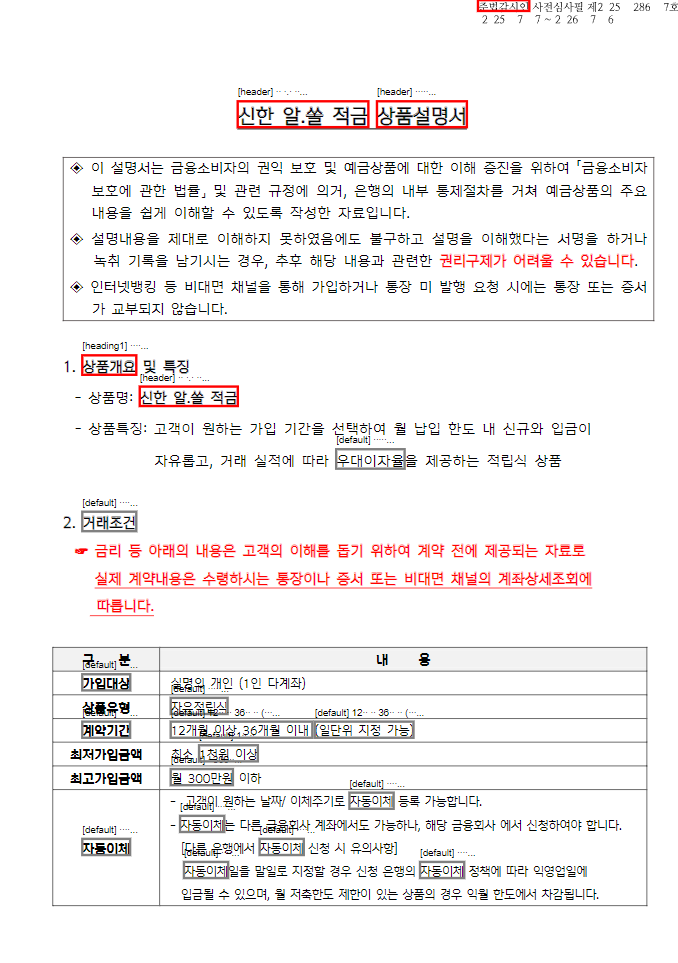 준법감시인 사전심사필 제2 25 286 7호
2 25 7 7 ~ 2 26 7 6
[header] [header]
신한 알.쏠 적금 상품설명서
◈ 이 설명서는 금융소비자의 권익 보호 및 예금상품에 대한 이해 증진을 위하여 「금융소비자
보호에 관한 법률」 및 관련 규정에 의거, 은행의 내부 통제절차를 거쳐 예금상품의 주요
내용을 쉽게 이해할 수 있도록 작성한 자료입니다.
◈ 설명내용을 제대로 이해하지 못하였음에도 불구하고 설명을 이해했다는 서명을 하거나
녹취 기록을 남기시는 경우, 추후 해당 내용과 관련한 권리구제가 어려울 수 있습니다.
◈ 인터넷뱅킹 등 비대면 채널을 통해 가입하거나 통장 미 발행 요청 시에는 통장 또는 증서
가 교부되지 않습니다.
[heading1]
1. 상품개요 및 특징
[header]
- 상품명: 신한 알.쏠 적금
- 상품특징: 고객이 원하는 가입 기간을 선택하여 월 납입 한도 내 신규와 입금이
[default]
자유롭고, 거래 실적에 따라 우대이자율을 제공하는 적립식 상품
[default]
2. 거래조건
☞ 금리 등 아래의 내용은 고객의 이해를 돕기 위하여 계약 전에 제공되는 자료로
실제 계약내용은 수령하시는 통장이나 증서 또는 비대면 채널의 계좌상세조회에
따릅니다.
구 분 내 용
[default]
가입대상 실명의 개인 (1인 다계좌)
[default]
상품유형 자유적립식
[default] [default] 12 36 [default] 12 36
계약기간 12개월 이상 36개월 이내 (일단위 지정 가능)
[default]
최저가입금액 최소 1천원 이상
[default]
최고가입금액 월 300만원 이하
[default]
- 고객이 원하는 날짜/ 이체주기로 자동이체 등록 가능합니다.
[default]
- 자동이체는 다른 금융회사 계좌에서도 가능하나, 해당 금융회사 에서 신청하여야 합니다.
[default] [default]
자동이체 [다른 은행에서 자동이체 신청 시 유의사항]
[default] [default]
자동이체일을 말일로 지정할 경우 신청 은행의 자동이체 정책에 따라 익영업일에
입금될 수 있으며, 월 저축한도 제한이 있는 상품의 경우 익월 한도에서 차감됩니다.